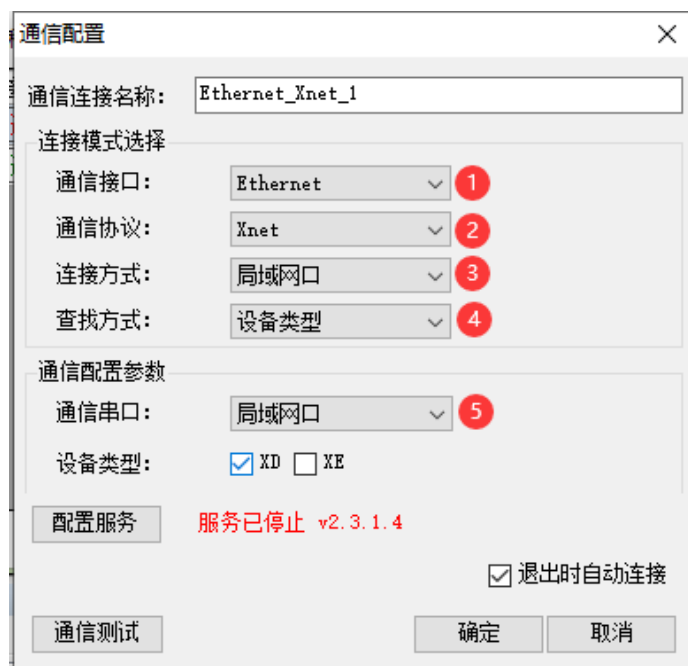 通信配置
通信连接名称: Ethernet_Xnet_1
连接模式选择
通信接口: Ethernet 1
通信协议: Xnet 2
连接方式: 局域网口 3
查找方式: 设备类型 4
通信配置参数
通信串口: 局域网口 5
设备类型: XD XE
配置服务 服务已停止 v2.3.1.4
退出时自动连接
通信测试 确定 取消